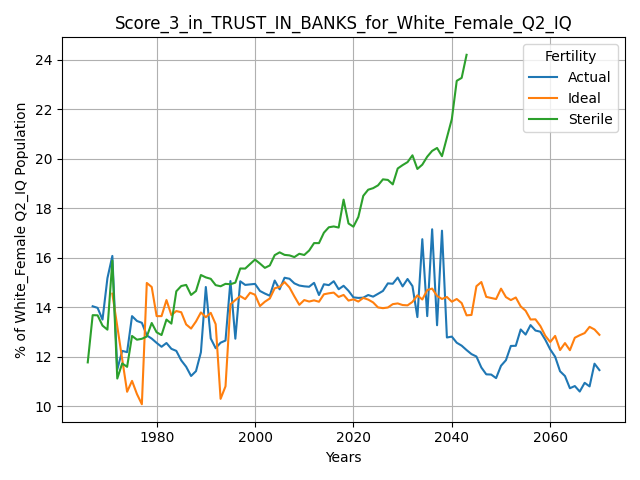 Score_3_in_TRUST_IN_BANKS_for_White_Female_Q2_IQ
Fertility
Actual
Ideal
Sterile
% of White_Female Q2_IQ Population
24
22
20
18
16
14
12
10
1980
2000
2020
2040
2060
Years